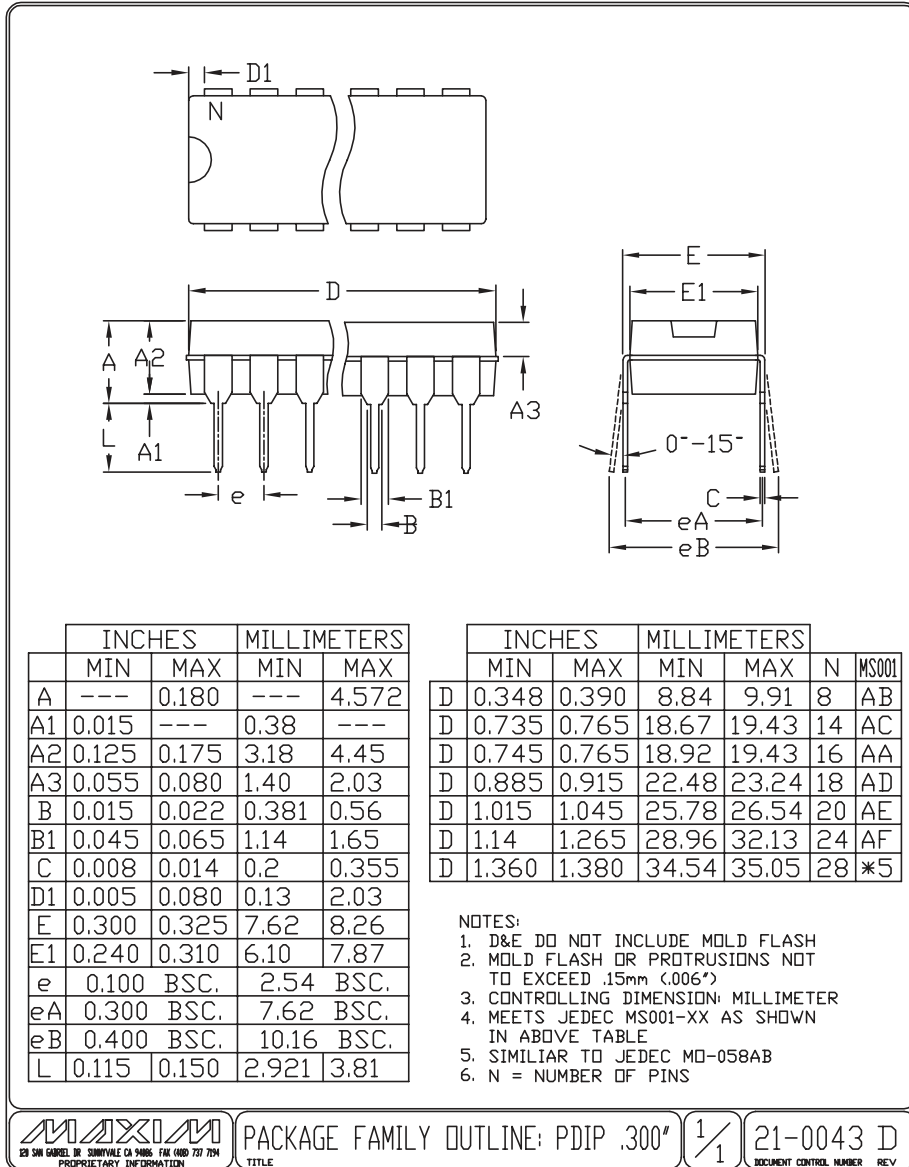 D1
N
D
E
E1
A
A2
A3
L
A1
0°-15°
e
B1
B
C
eA
eB
INCHES MILLIMETERS
MIN MAX MIN MAX
A --- 0.180 --- 4.572
A1 0.015 --- 0.38 ---
A2 0.125 0.175 3.18 4.45
A3 0.055 0.080 1.40 2.03
B 0.015 0.022 0.381 0.56
B1 0.045 0.065 1.14 1.65
C 0.008 0.014 0.2 0.355
D1 0.005 0.080 0.13 2.03
E 0.300 0.325 7.62 8.26
E1 0.240 0.310 6.10 7.87
e 0.100 BSC. 2.54 BSC.
eA 0.300 BSC. 7.62 BSC.
eB 0.400 BSC. 10.16 BSC.
L 0.115 0.150 2.921 3.81
INCHES MILLIMETERS
MIN MAX MIN MAX N MS001
D 0.348 0.390 8.84 9.91 8 AB
D 0.735 0.765 18.67 19.43 14 AC
D 0.745 0.765 18.92 19.43 16 AA
D 0.885 0.915 22.48 23.24 18 AD
D 1.015 1.045 25.78 26.54 20 AE
D 1.14 1.265 28.96 32.13 24 AF
D 1.360 1.380 34.54 35.05 28 *5
NOTES:
1. D&E DO NOT INCLUDE MOLD FLASH
2. MOLD FLASH OR PROTRUSIONS NOT
TO EXCEED .15mm (.006")
3. CONTROLLING DIMENSION: MILLIMETER
4. MEETS JEDEC MS001-XX AS SHOWN
IN ABOVE TABLE
5. SIMILIAR TO JEDEC MO-058AB
6. N = NUMBER OF PINS
MAXIM
120 SAN GABRIEL DR SUNNYVALE CA 94086 FAX (408) 737 7194
PROPRIETARY INFORMATION
PACKAGE FAMILY OUTLINE: PDIP .300"
TITLE
1/1
21-0043 D
DOCUMENT CONTROL NUMBER REV